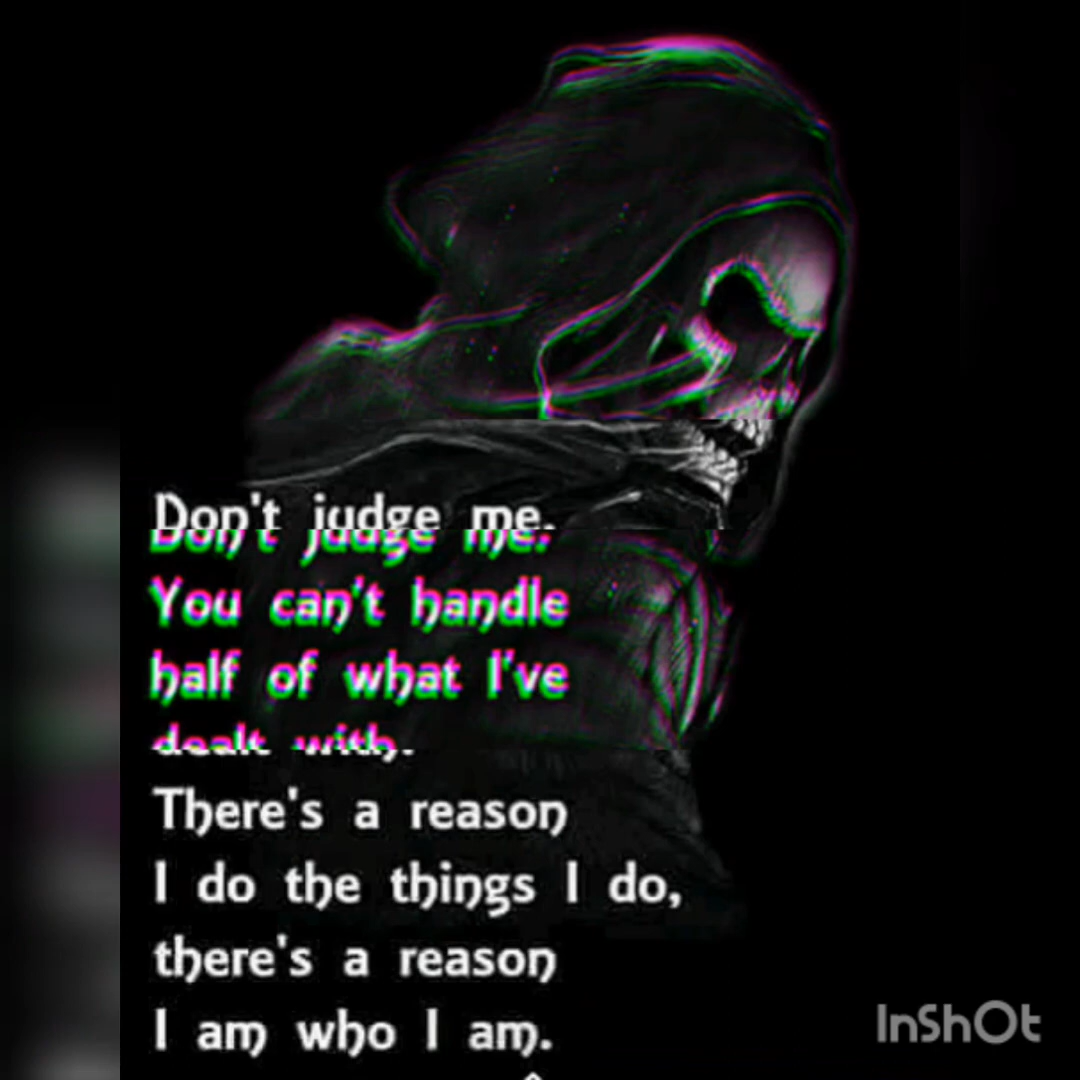 Don't judge me.
You can't handle
half of what I've
dealt with.
There's a reason
I do the things I do,
there's a reason
I am who I am.
InShOt